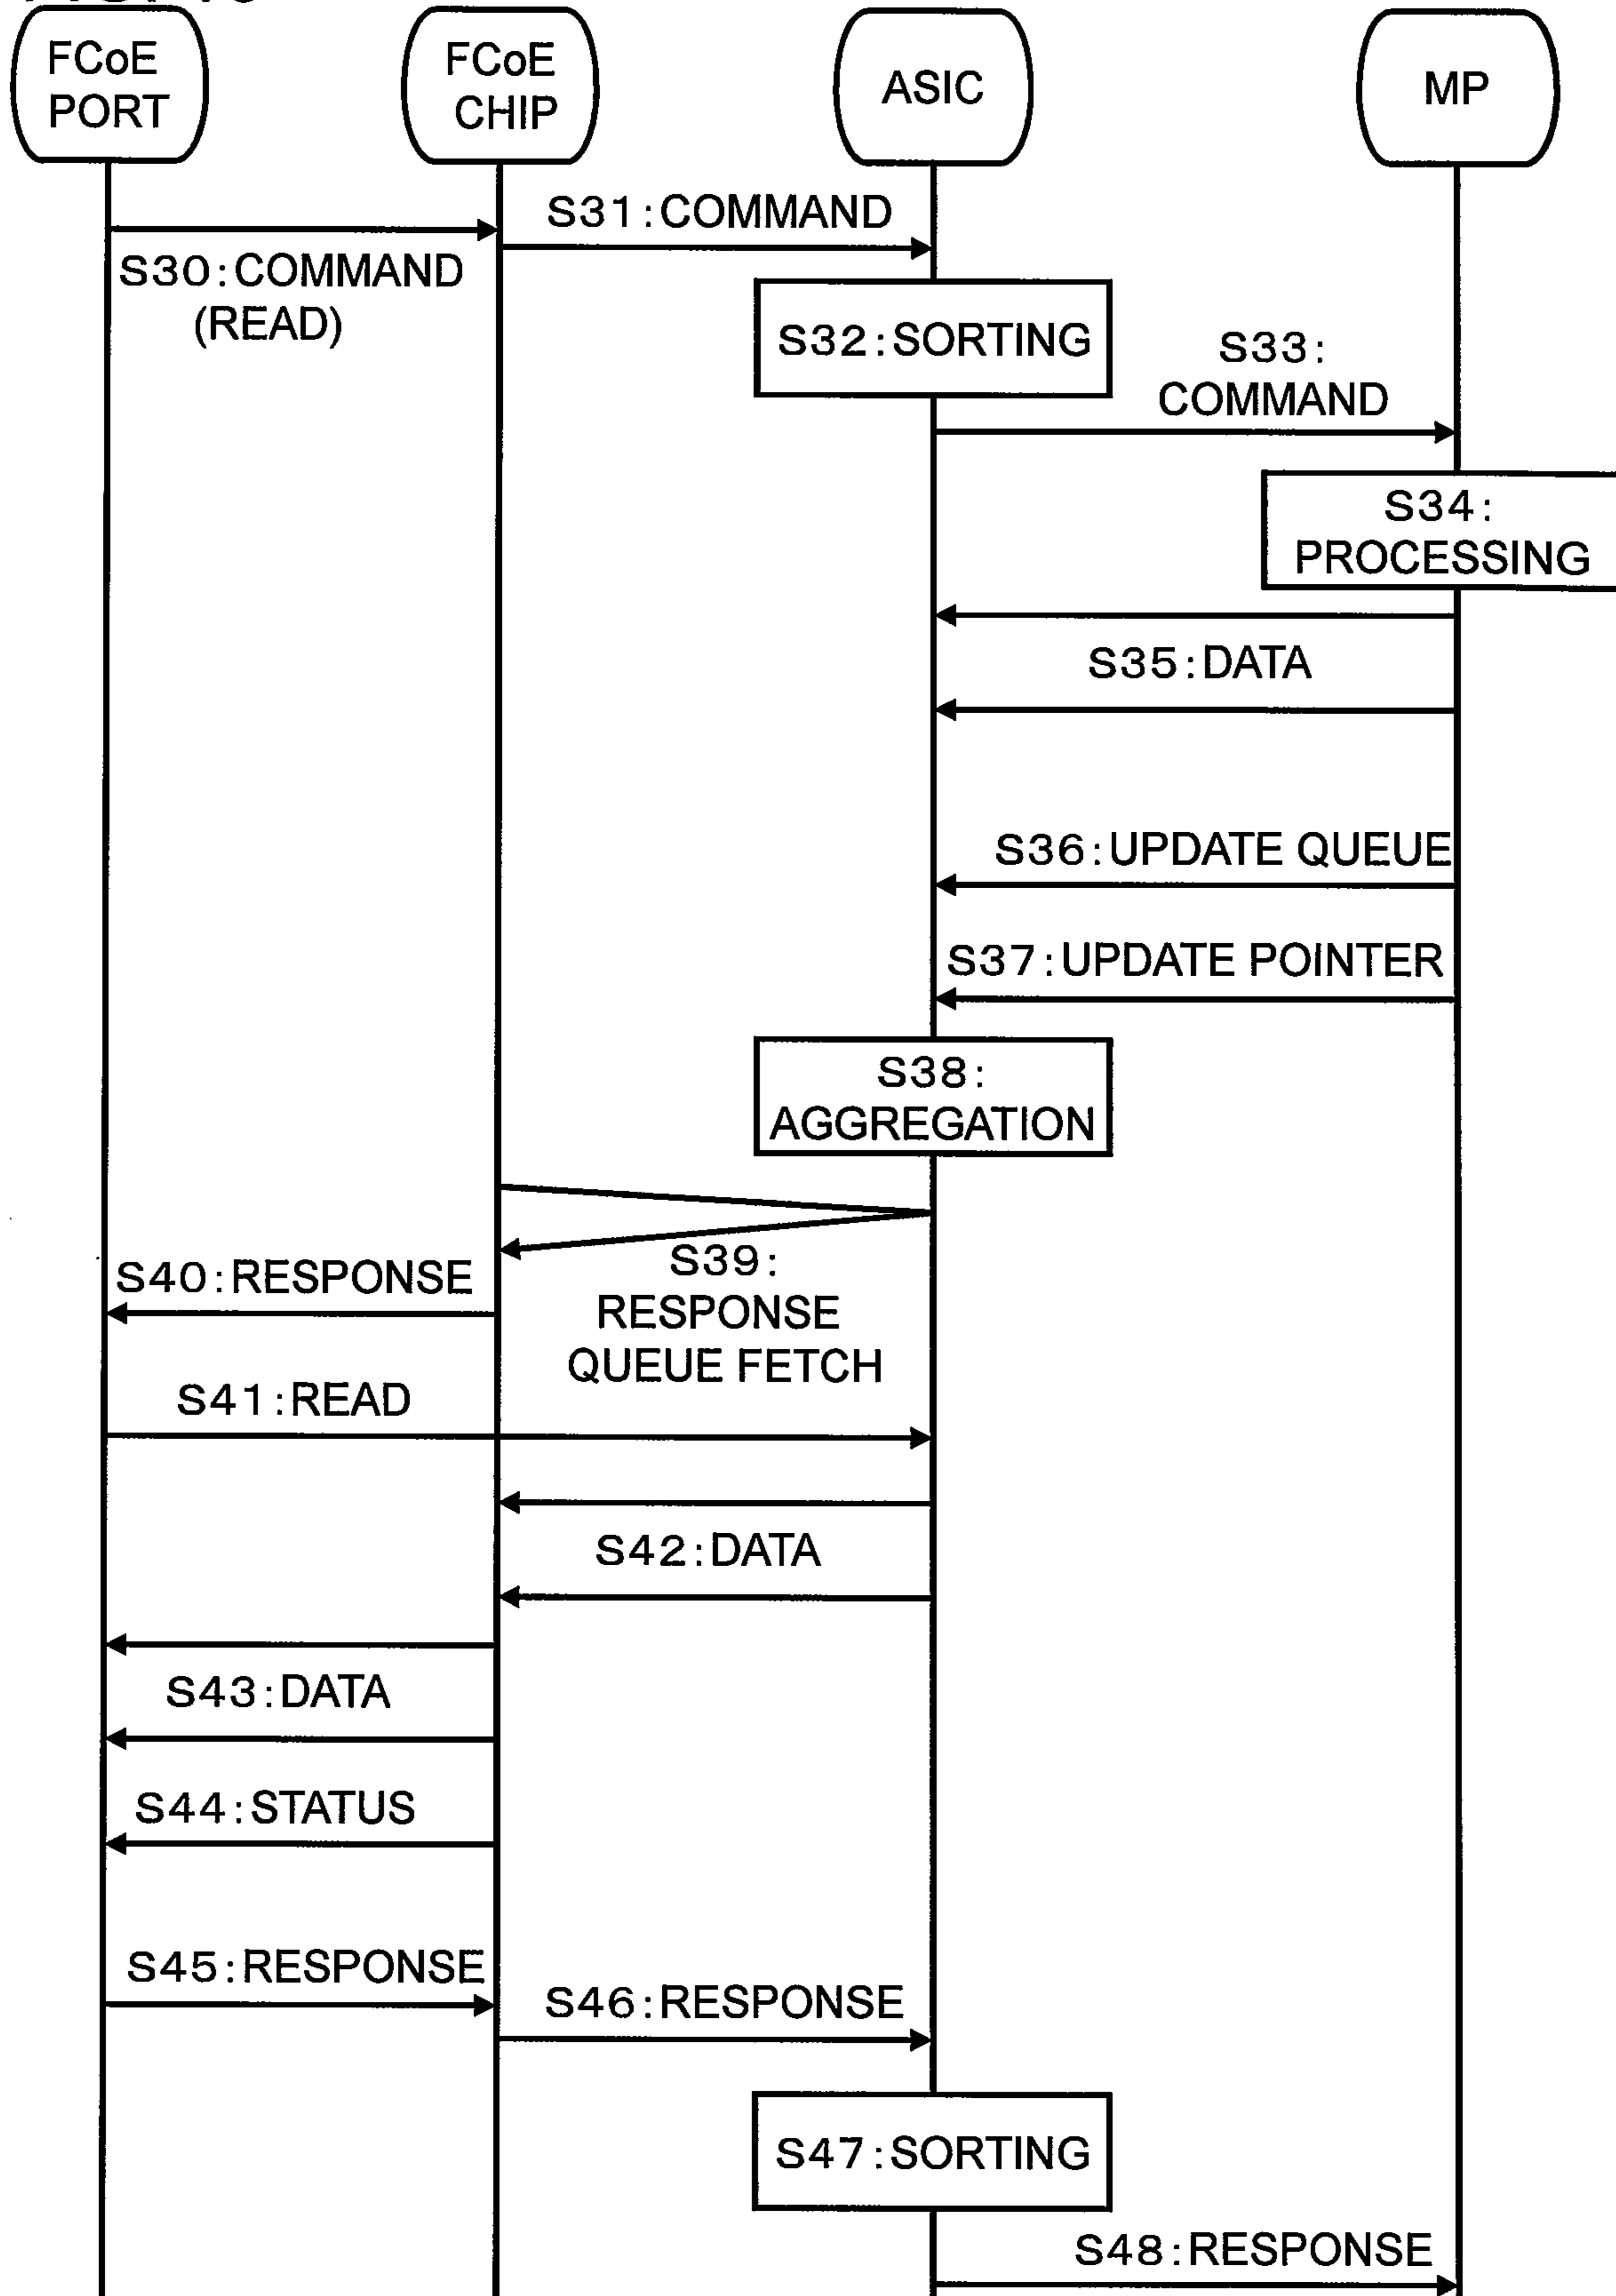 FCoE
PORT
FCoE
CHIP
ASIC
MP
S31:COMMAND
S30:COMMAND
(READ)
S32:SORTING
S33:
COMMAND
S34:
PROCESSING
S35:DATA
S36:UPDATE QUEUE
S37:UPDATE POINTER
S38:
AGGREGATION
S39:
RESPONSE
QUEUE FETCH
S40:RESPONSE
S41:READ
S42:DATA
S43:DATA
S44:STATUS
S45:RESPONSE
S46:RESPONSE
S47:SORTING
S48:RESPONSE